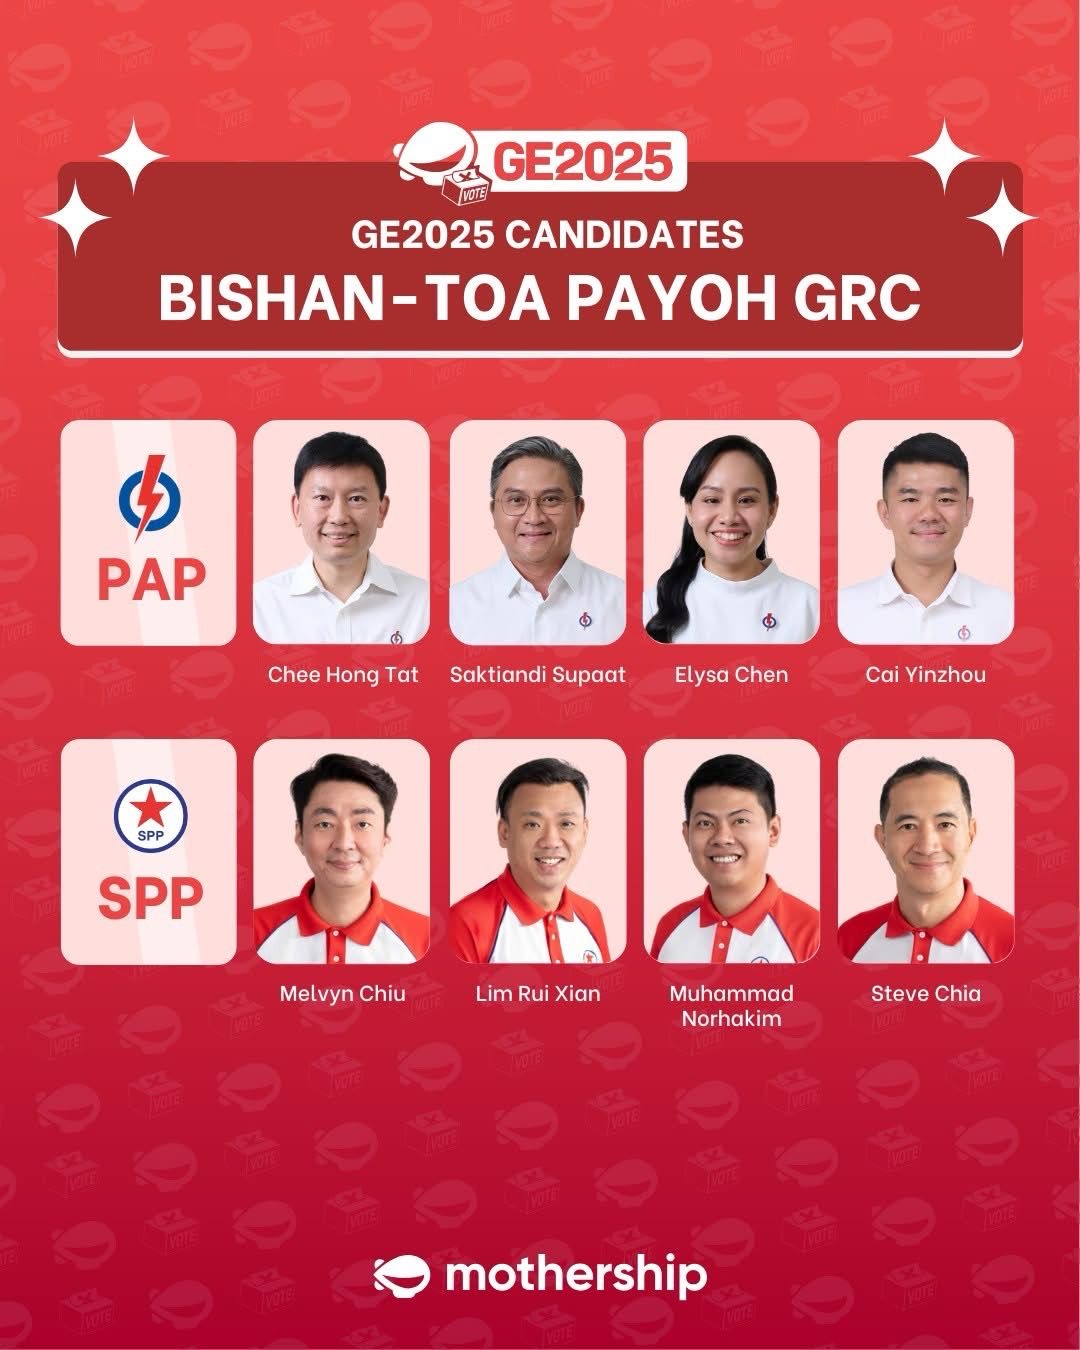 GE2025
VOTE
GE2025 CANDIDATES
BISHAN-TOA PAYOH GRC
PAP
Chee Hong Tat
Saktiandi Supaat
Elysa Chen
Cai Yinzhou
SPP
SPP
Melvyn Chiu
Lim Rui Xian
Muhammad
Norhakim
Steve Chia
mothership